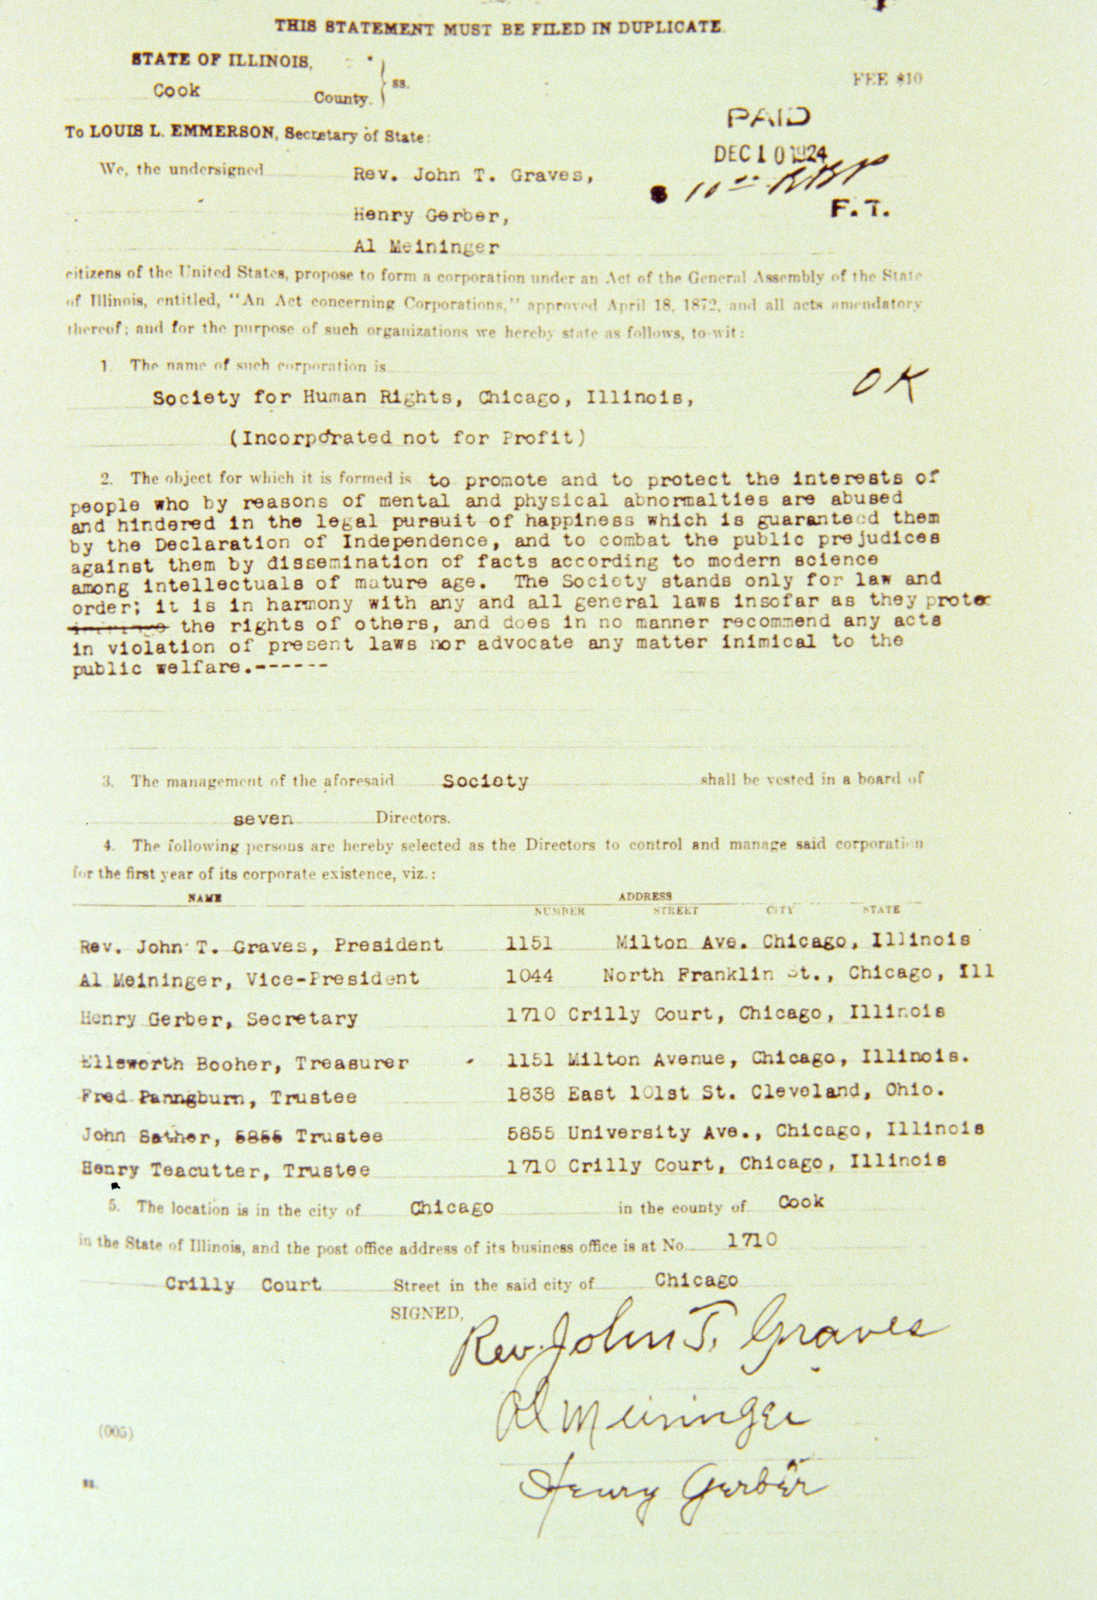 THIS STATEMENT MUST BE FILED IN DUPLICATE.
STATE OF ILLINOIS,
Cook County. } ss.
FEE $10
To LOUIS L. EMMERSON, Secretary of State:
PAID
DEC 10 1924
F. T.
We, the undersigned Rev. John T. Graves,
Henry Gerber,
Al Meininger
citizens of the United States, propose to form a corporation under an Act of the General Assembly of the State
of Illinois, entitled, "An Act concerning Corporations," approved April 18, 1872, and all acts amendatory
thereof; and for the purpose of such organizations we hereby state as follows, to-wit:
1. The name of such corporation is
OK
Society for Human Rights, Chicago, Illinois,
(Incorporated not for Profit)
2. The object for which it is formed is to promote and to protect the interests of
people who by reasons of mental and physical abnormalties are abused
and hindered in the legal pursuit of happiness which is guaranteed them
by the Declaration of Independence, and to combat the public prejudices
against them by dissemination of facts according to modern science
among intellectuals of mature age. The Society stands only for law and
order; it is in harmony with any and all general laws insofar as they protec
infringe the rights of others, and does in no manner recommend any acts
in violation of present laws nor advocate any matter inimical to the
public welfare.------
3. The management of the aforesaid Society shall be vested in a board of
seven Directors.
4. The following persons are hereby selected as the Directors to control and manage said corporation
for the first year of its corporate existence, viz.:
NAME ADDRESS
NUMBER STREET CITY STATE
Rev. John T. Graves, President 1151 Milton Ave. Chicago, Illinois
Al Meininger, Vice-President 1044 North Franklin St., Chicago, Ill
Henry Gerber, Secretary 1710 Crilly Court, Chicago, Illinois
Ellsworth Booher, Treasurer 1151 Milton Avenue, Chicago, Illinois.
Fred Panngburn, Trustee 1838 East 101st St. Cleveland, Ohio.
John Sather, 5855 Trustee 5855 University Ave., Chicago, Illinois
Henry Teacutter, Trustee 1710 Crilly Court, Chicago, Illinois
5. The location is in the city of Chicago in the county of Cook
in the State of Illinois, and the post office address of its business office is at No. 1710
Crilly Court Street in the said city of Chicago
SIGNED,
Rev. John T. Graves
Al Meininger
Henry Gerber
(005)